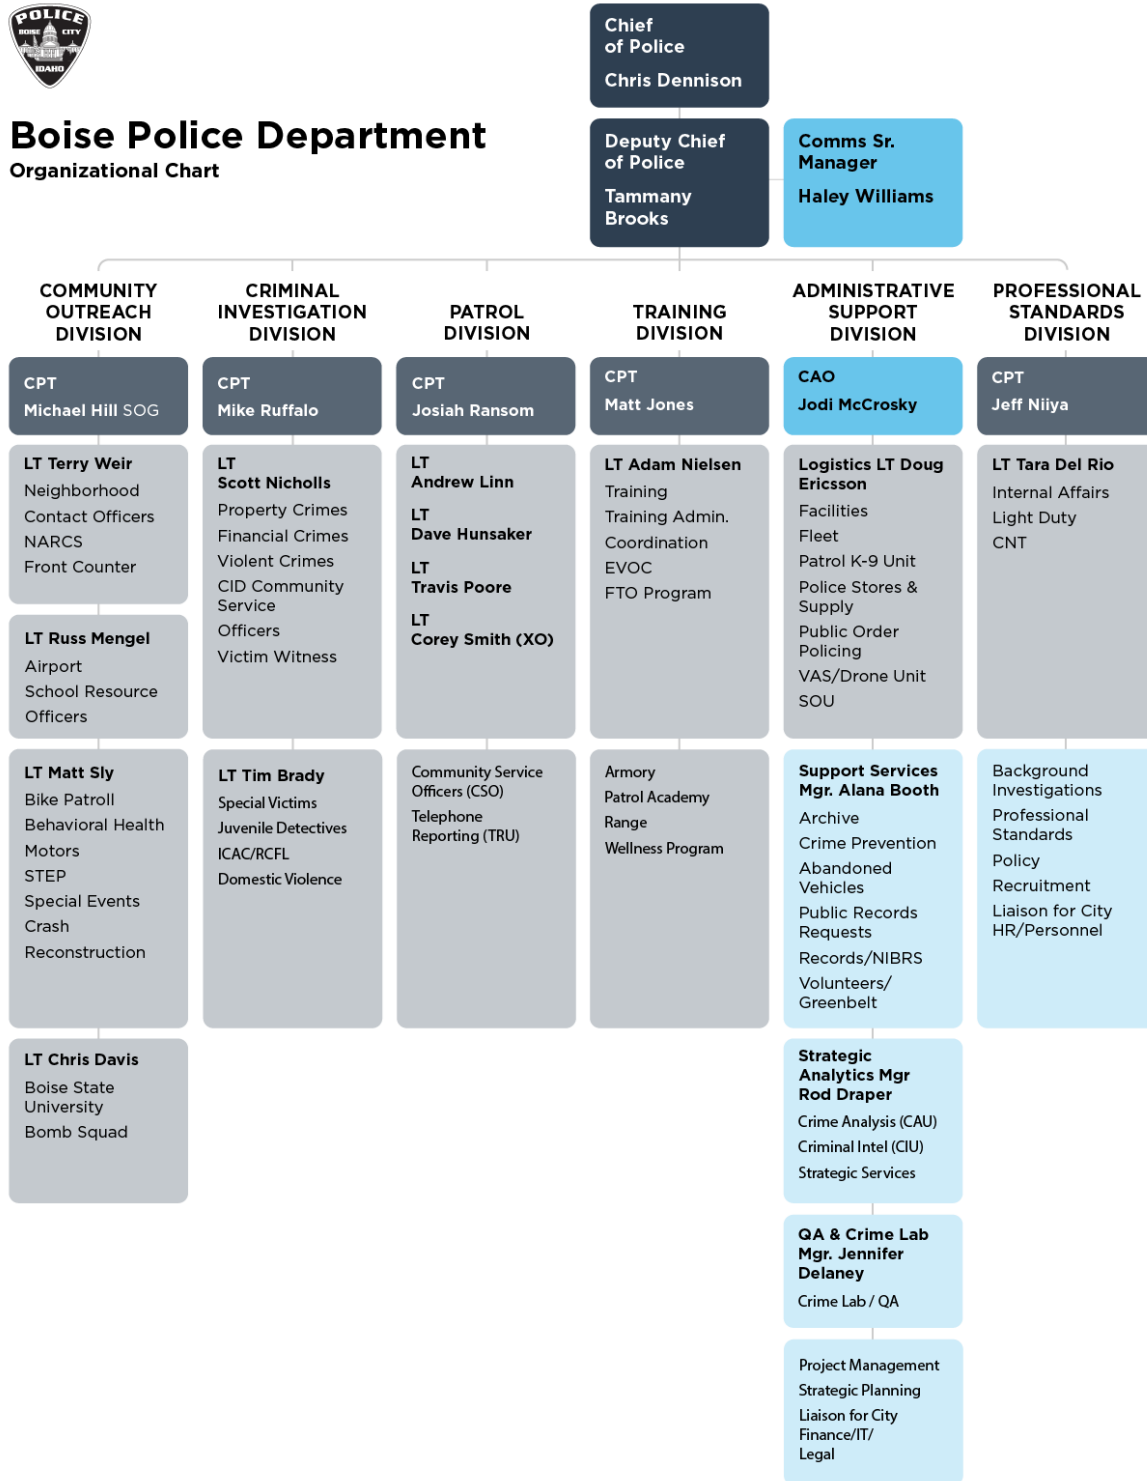 POLICE
BOISE CITY
IDAHO
Boise Police Department
Organizational Chart
Chief
of Police
Chris Dennison
Deputy Chief
of Police
Tammany
Brooks
Comms Sr.
Manager
Haley Williams
COMMUNITY
OUTREACH
DIVISION
CPT
Michael Hill SOG
LT Terry Weir
Neighborhood
Contact Officers
NARCS
Front Counter
LT Russ Mengel
Airport
School Resource
Officers
LT Matt Sly
Bike Patroll
Behavioral Health
Motors
STEP
Special Events
Crash
Reconstruction
LT Chris Davis
Boise State
University
Bomb Squad
CRIMINAL
INVESTIGATION
DIVISION
CPT
Mike Ruffalo
LT
Scott Nicholls
Property Crimes
Financial Crimes
Violent Crimes
CID Community
Service
Officers
Victim Witness
LT Tim Brady
Special Victims
Juvenile Detectives
ICAC/RCFL
Domestic Violence
PATROL
DIVISION
CPT
Josiah Ransom
LT
Andrew Linn
LT
Dave Hunsaker
LT
Travis Poore
LT
Corey Smith (XO)
Community Service
Officers (CSO)
Telephone
Reporting (TRU)
TRAINING
DIVISION
CPT
Matt Jones
LT Adam Nielsen
Training
Training Admin.
Coordination
EVOC
FTO Program
Armory
Patrol Academy
Range
Wellness Program
ADMINISTRATIVE
SUPPORT
DIVISION
CAO
Jodi McCrosky
Logistics LT Doug
Ericsson
Facilities
Fleet
Patrol K-9 Unit
Police Stores &
Supply
Public Order
Policing
VAS/Drone Unit
SOU
Support Services
Mgr. Alana Booth
Archive
Crime Prevention
Abandoned
Vehicles
Public Records
Requests
Records/NIBRS
Volunteers/
Greenbelt
Strategic
Analytics Mgr
Rod Draper
Crime Analysis (CAU)
Criminal Intel (CIU)
Strategic Services
QA & Crime Lab
Mgr. Jennifer
Delaney
Crime Lab / QA
Project Management
Strategic Planning
Liaison for City
Finance/IT/
Legal
PROFESSIONAL
STANDARDS
DIVISION
CPT
Jeff Niiya
LT Tara Del Rio
Internal Affairs
Light Duty
CNT
Background
Investigations
Professional
Standards
Policy
Recruitment
Liaison for City
HR/Personnel